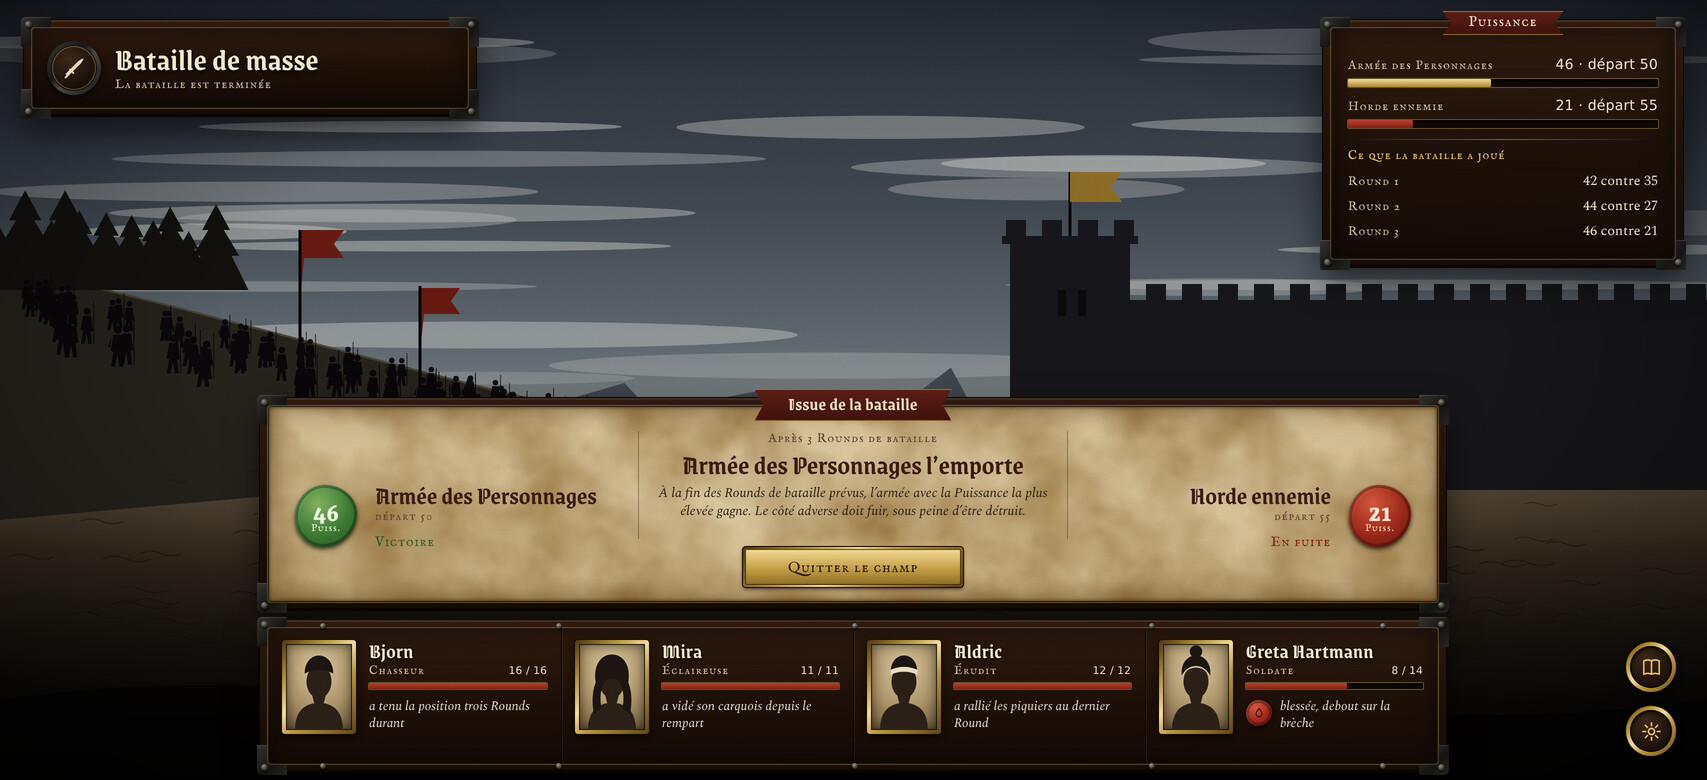 Bataille de masse
La bataille est terminée
Puissance
Armée des Personnages 46 · départ 50
Horde ennemie 21 · départ 55
Ce que la bataille a joué
Round 1 42 contre 35
Round 2 44 contre 27
Round 3 46 contre 21
Issue de la bataille
Après 3 Rounds de bataille
Armée des Personnages l’emporte
À la fin des Rounds de bataille prévus, l’armée avec la Puissance la plus
élevée gagne. Le côté adverse doit fuir, sous peine d’être détruit.
46
Puiss.
Armée des Personnages
départ 50
Victoire
Horde ennemie
départ 55
En fuite
21
Puiss.
Quitter le champ
Bjorn
Chasseur 16 / 16
a tenu la position trois Rounds
durant
Mira
Éclaireuse 11 / 11
a vidé son carquois depuis le
rempart
Aldric
Érudit 12 / 12
a rallié les piquiers au dernier
Round
Greta Hartmann
Soldate 8 / 14
blessée, debout sur la
brèche